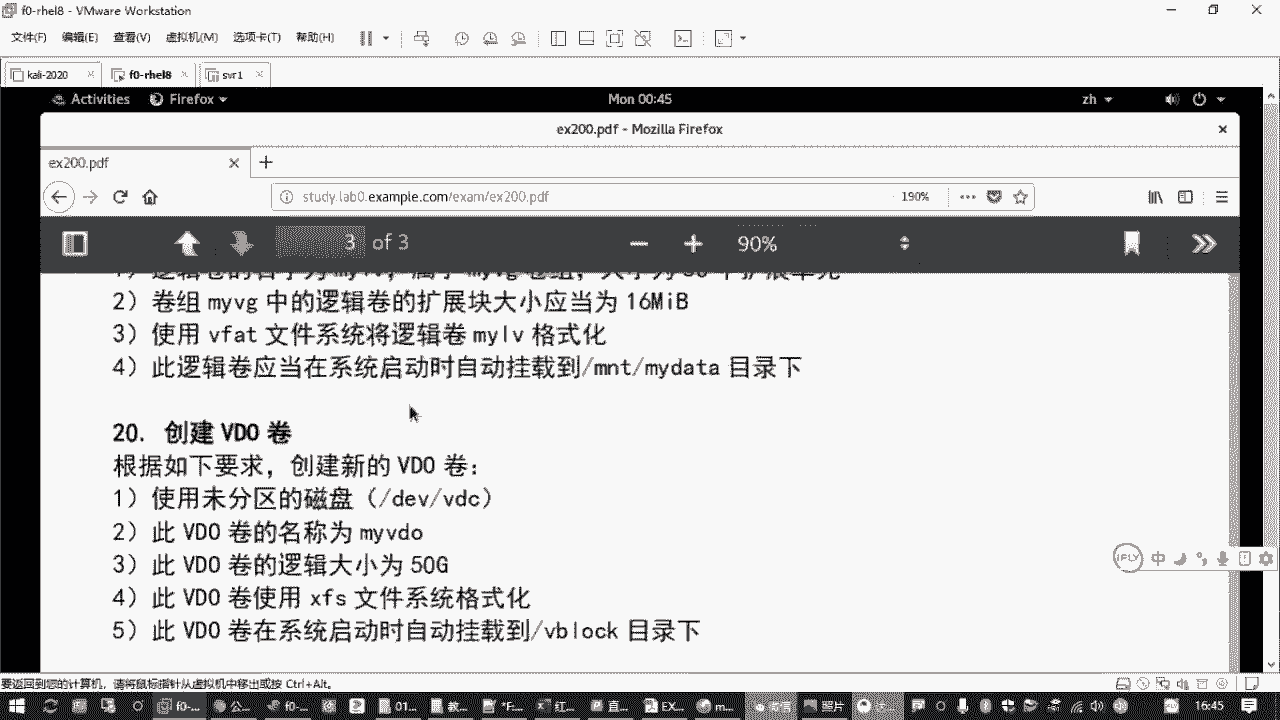 f0-rhel8 - VMware Workstation
文件(F) 编辑(E) 查看(V) 虚拟机(M) 选项卡(T) 帮助(H)
kali-2020 f0-rhel8 svr1
Activities Firefox Mon 00:45 zh
ex200.pdf - Mozilla Firefox
ex200.pdf
study.lab0.example.com/exam/ex200.pdf 190%
3 of 3 90%
2）卷组 myvg 中的逻辑卷的扩展块大小应当为 16MiB
3）使用 vfat 文件系统将逻辑卷 mylv 格式化
4）此逻辑卷应当在系统启动时自动挂载到/mnt/mydata 目录下
20. 创建 VDO 卷
根据如下要求，创建新的 VDO 卷：
1）使用未分区的磁盘（/dev/vdc）
2）此 VDO 卷的名称为 myvdo
3）此 VDO 卷的逻辑大小为 50G
4）此 VDO 卷使用 xfs 文件系统格式化
5）此 VDO 卷在系统启动时自动挂载到/vblock 目录下
iFLY 中
要返回到您的计算机，请将鼠标指针从虚拟机中移出或按 Ctrl+Alt。
16:45